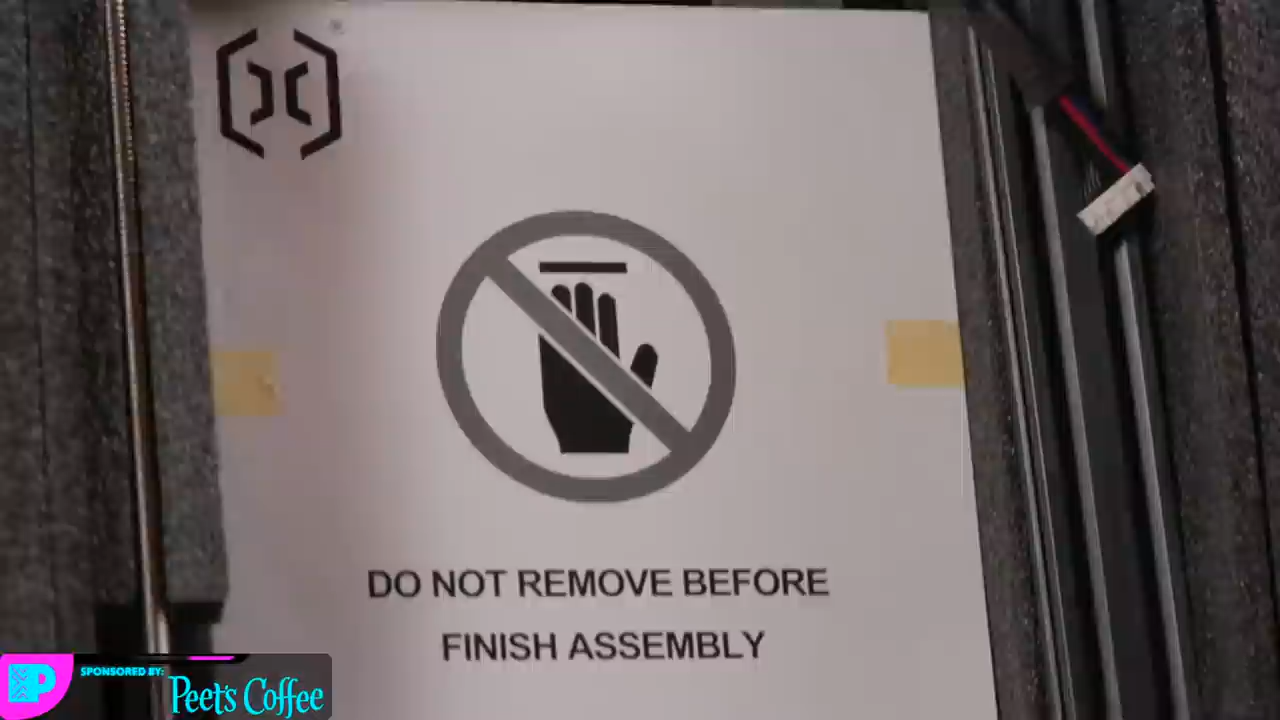 DO NOT REMOVE BEFORE
FINISH ASSEMBLY
P
SPONSORED BY:
Peet's Coffee